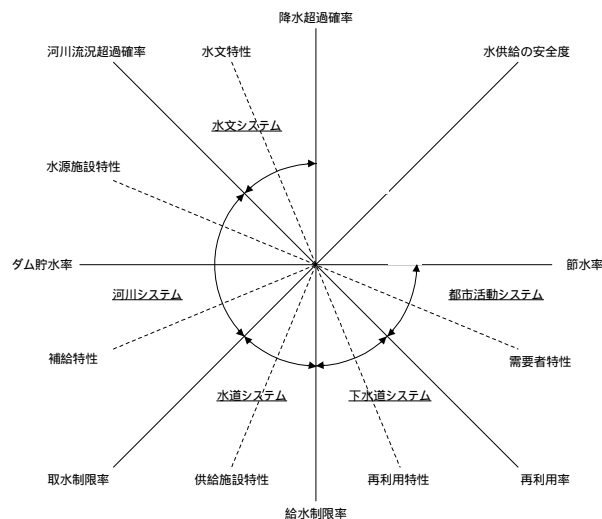 降水超過確率
河川流況超過確率
水文特性
水供給の安全度
水文システム
水源施設特性
ダム貯水率
節水率
河川システム
都市活動システム
補給特性
需要者特性
水道システム
下水道システム
取水制限率
供給施設特性
再利用特性
再利用率
給水制限率